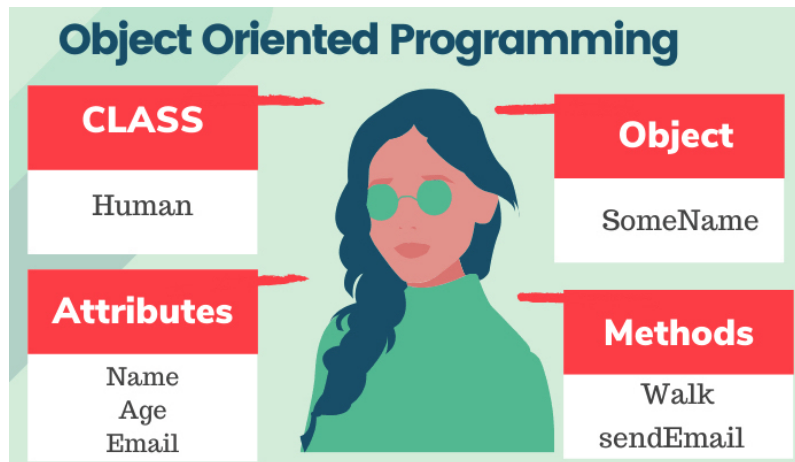 Object Oriented Programming
CLASS
Human
Object
SomeName
Attributes
Name
Age
Email
Methods
Walk
sendEmail